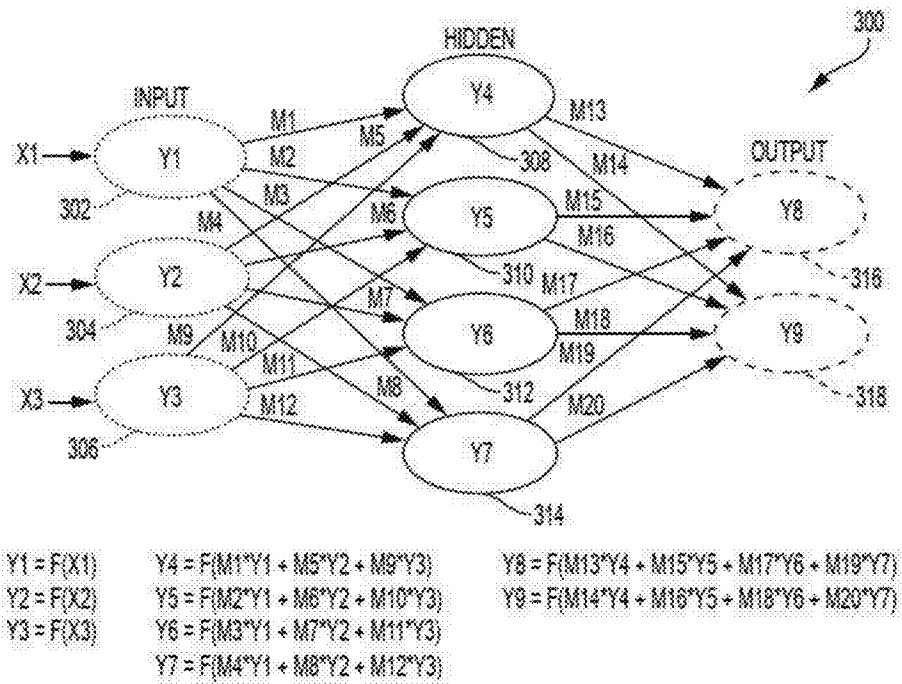 300
HIDDEN
Y4
INPUT
M1
M13
M5
X1
Y1
M2
308
M14
OUTPUT
302
M3
Y8
M4
M6
Y5
M15
M16
X2
Y2
310
316
304
M7
M17
M9
M10
Y6
M18
Y9
M11
M19
X3
Y3
M12
M8
312
M20
318
306
Y7
314
Y1 = F(X1)
Y2 = F(X2)
Y3 = F(X3)
Y4 = F(M1*Y1 + M5*Y2 + M9*Y3)
Y5 = F(M2*Y1 + M6*Y2 + M10*Y3)
Y6 = F(M3*Y1 + M7*Y2 + M11*Y3)
Y7 = F(M4*Y1 + M8*Y2 + M12*Y3)
Y8 = F(M13*Y4 + M15*Y5 + M17*Y6 + M19*Y7)
Y9 = F(M14*Y4 + M16*Y5 + M18*Y6 + M20*Y7)